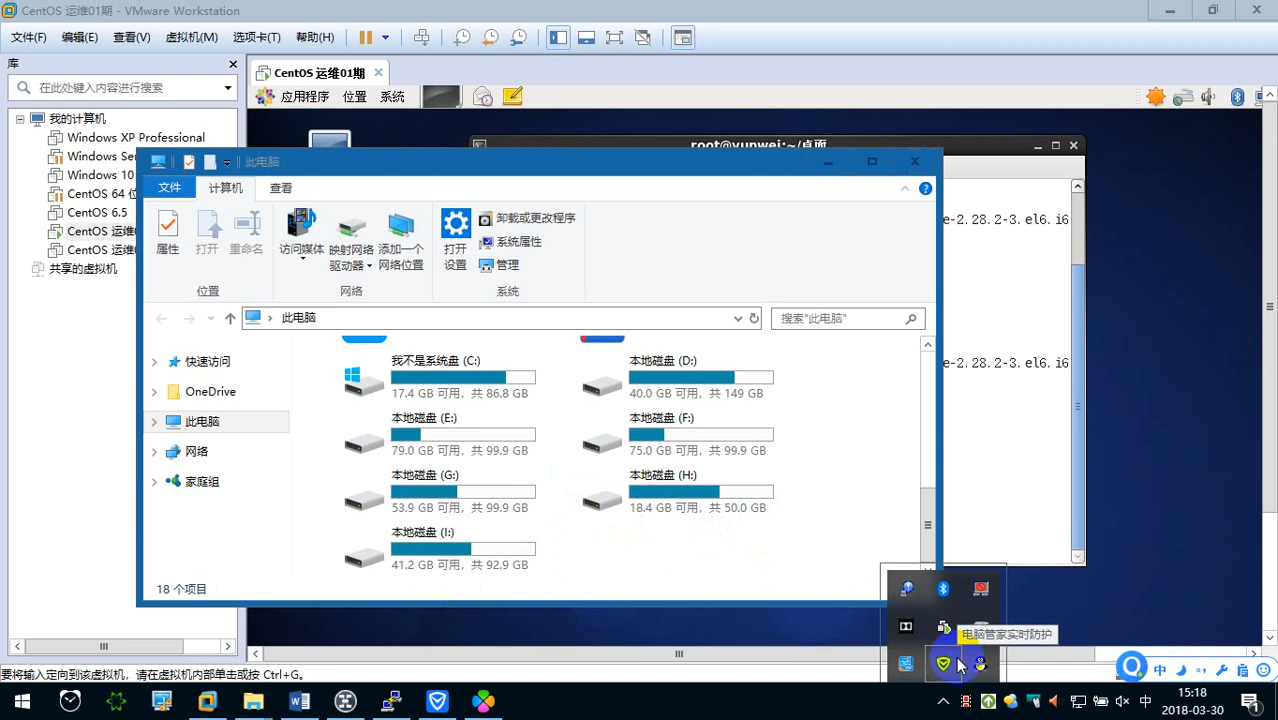 CentOS 运维01期 - VMware Workstation
文件(F) 编辑(E) 查看(V) 虚拟机(M) 选项卡(T) 帮助(H)
库
在此处键入内容进行搜索
我的计算机
Windows XP Professional
Windows Ser
Windows 10
CentOS 64 位
CentOS 6.5
CentOS 运维
CentOS 运维
共享的虚拟机
CentOS 运维01期
应用程序 位置 系统
root@yunwei:~/桌面
e-2.28.2-3.el6.i6
e-2.28.2-3.el6.i6
此电脑
文件 计算机 查看
属性 打开 重命名
位置
访问媒体 映射网络驱动器 添加一个网络位置
网络
打开设置
卸载或更改程序
系统属性
管理
系统
此电脑
搜索"此电脑"
快速访问
OneDrive
此电脑
网络
家庭组
我不是系统盘 (C:)
17.4 GB 可用, 共 86.8 GB
本地磁盘 (D:)
40.0 GB 可用, 共 149 GB
本地磁盘 (E:)
79.0 GB 可用, 共 99.9 GB
本地磁盘 (F:)
75.0 GB 可用, 共 99.9 GB
本地磁盘 (G:)
53.9 GB 可用, 共 99.9 GB
本地磁盘 (H:)
18.4 GB 可用, 共 50.0 GB
本地磁盘 (I:)
41.2 GB 可用, 共 92.9 GB
18 个项目
电脑管家实时防护
要将输入定向到该虚拟机，请在虚拟机内部单击或按 Ctrl+G。
中
中
15:18
2018-03-30
1